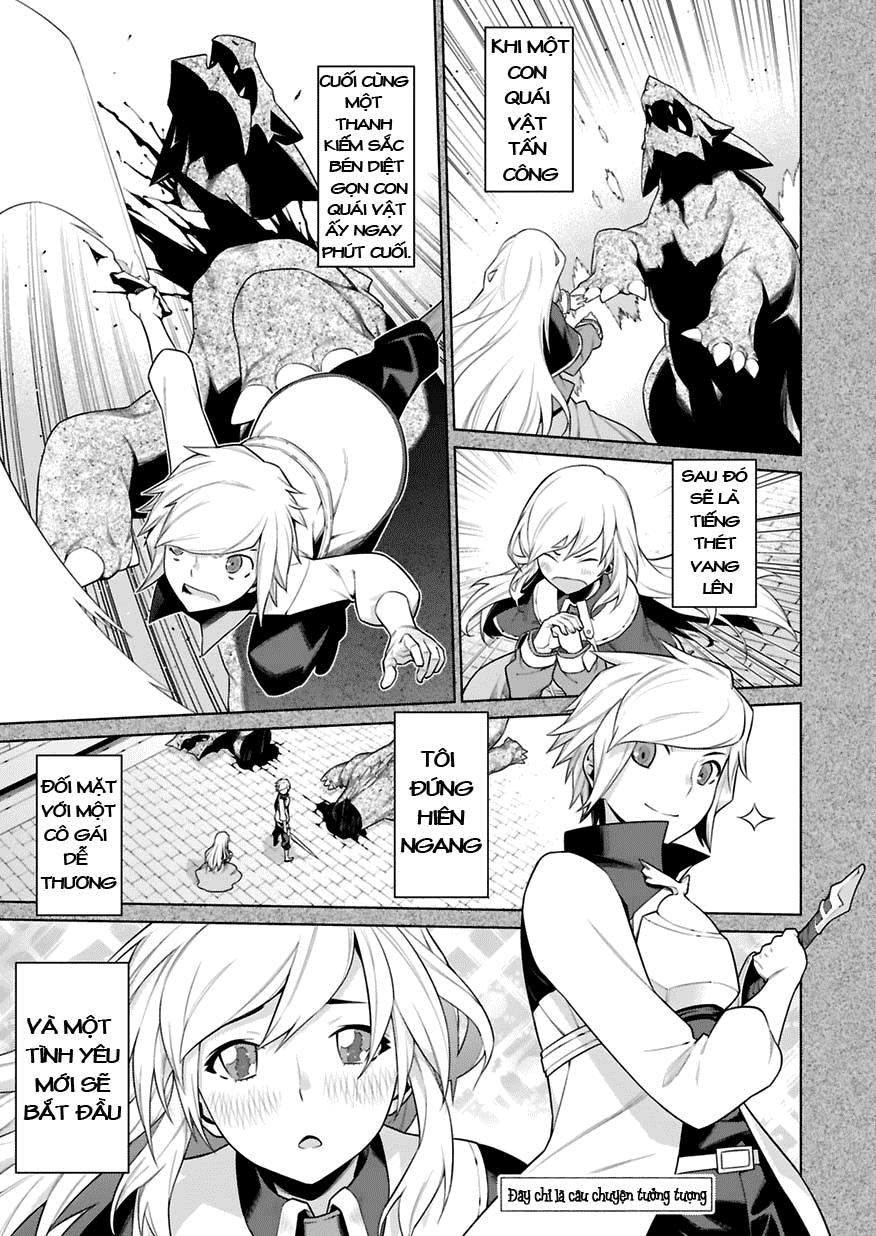 KHI MỘT
CON
QUÁI
VẬT
TẤN
CÔNG
SAU ĐÓ
SẼ LÀ
TIẾNG
THÉT
VANG
LÊN
CUỐI CÙNG
MỘT
THANH
KIẾM SẮC
BÉN DIỆT
GỌN CON
QUÁI VẬT
ẤY NGAY
PHÚT CUỐI.
TÔI
ĐỨNG
HIÊN
NGANG
ĐỐI MẶT
VỚI MỘT
CÔ GÁI
DỄ
THƯƠNG
VÀ MỘT
TÌNH YÊU
MỚI SẼ
BẮT ĐẦU
Đây chỉ là câu chuyện tưởng tượng